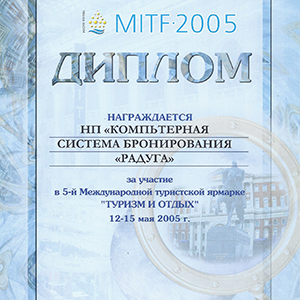 MITF·2005
ДИПЛОМ
НАГРАЖДАЕТСЯ
НП «КОМПЬТЕРНАЯ
СИСТЕМА БРОНИРОВАНИЯ
«РАДУГА»
за участие
в 5-й Международной туристской ярмарке
"ТУРИЗМ И ОТДЫХ"
12-15 мая 2005 г.